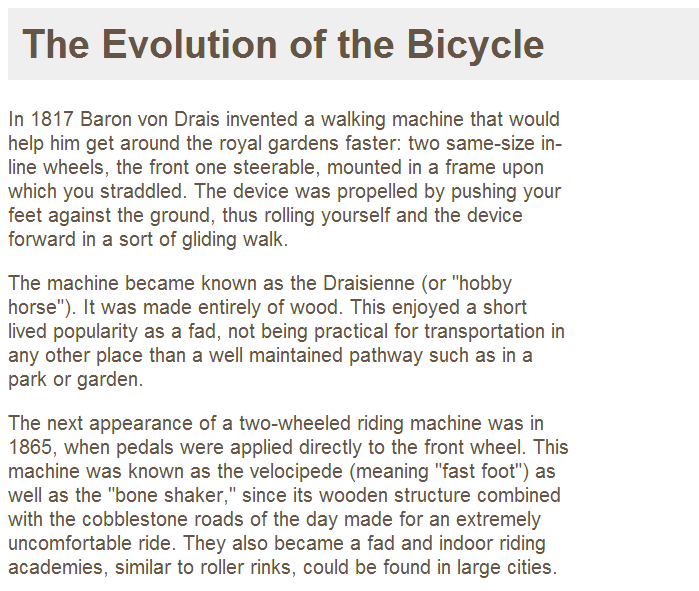 The Evolution of the Bicycle
In 1817 Baron von Drais invented a walking machine that would
help him get around the royal gardens faster: two same-size in-
line wheels, the front one steerable, mounted in a frame upon
which you straddled. The device was propelled by pushing your
feet against the ground, thus rolling yourself and the device
forward in a sort of gliding walk.
The machine became known as the Draisienne (or "hobby
horse"). It was made entirely of wood. This enjoyed a short
lived popularity as a fad, not being practical for transportation in
any other place than a well maintained pathway such as in a
park or garden.
The next appearance of a two-wheeled riding machine was in
1865, when pedals were applied directly to the front wheel. This
machine was known as the velocipede (meaning "fast foot") as
well as the "bone shaker," since its wooden structure combined
with the cobblestone roads of the day made for an extremely
uncomfortable ride. They also became a fad and indoor riding
academies, similar to roller rinks, could be found in large cities.